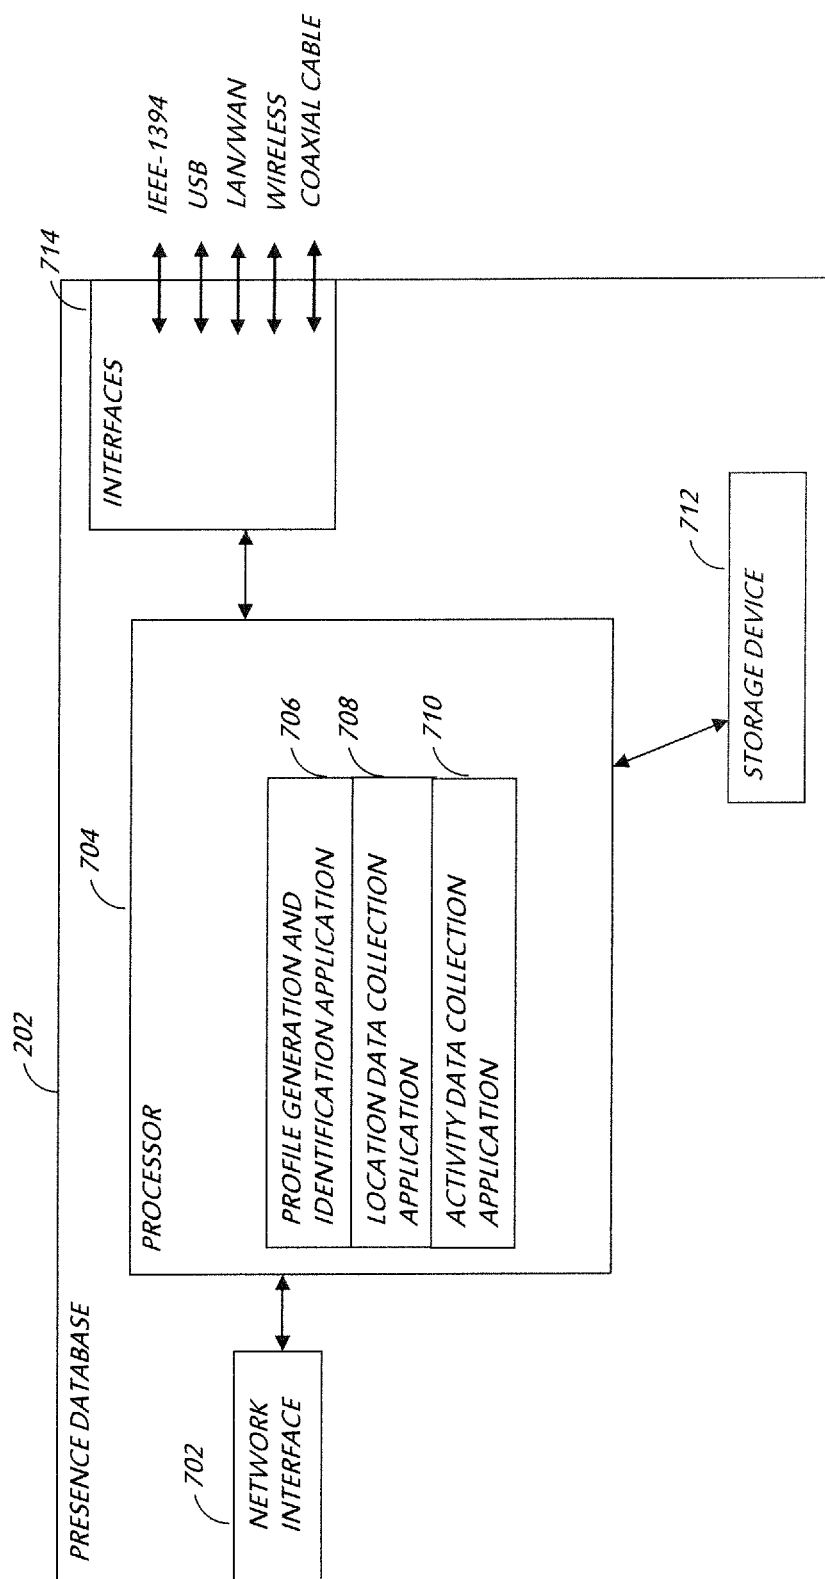 PRESENCE DATABASE
202
702
NETWORK
INTERFACE
704
PROCESSOR
706
PROFILE GENERATION AND
IDENTIFICATION APPLICATION
708
LOCATION DATA COLLECTION
APPLICATION
710
ACTIVITY DATA COLLECTION
APPLICATION
712
STORAGE DEVICE
714
INTERFACES
IEEE-1394
USB
LAN/WAN
WIRELESS
COAXIAL CABLE